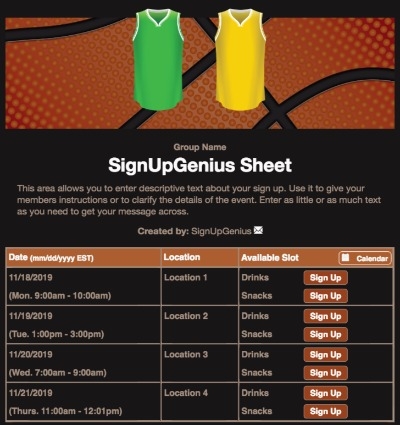 Group Name
SignUpGenius Sheet
This area allows you to enter descriptive text about your sign up. Use it to give your
members instructions or to clarify the details of the event. Enter as little or as much text
as you need to get your message across.
Created by: SignUpGenius
Date (mm/dd/yyyy EST) Location Available Slot Calendar
11/18/2019 Location 1 Drinks Sign Up
(Mon. 9:00am - 10:00am) Snacks Sign Up
11/19/2019 Location 2 Drinks Sign Up
(Tue. 1:00pm - 3:00pm) Snacks Sign Up
11/20/2019 Location 3 Drinks Sign Up
(Wed. 7:00am - 9:00am) Snacks Sign Up
11/21/2019 Location 4 Drinks Sign Up
(Thurs. 11:00am - 12:01pm) Snacks Sign Up